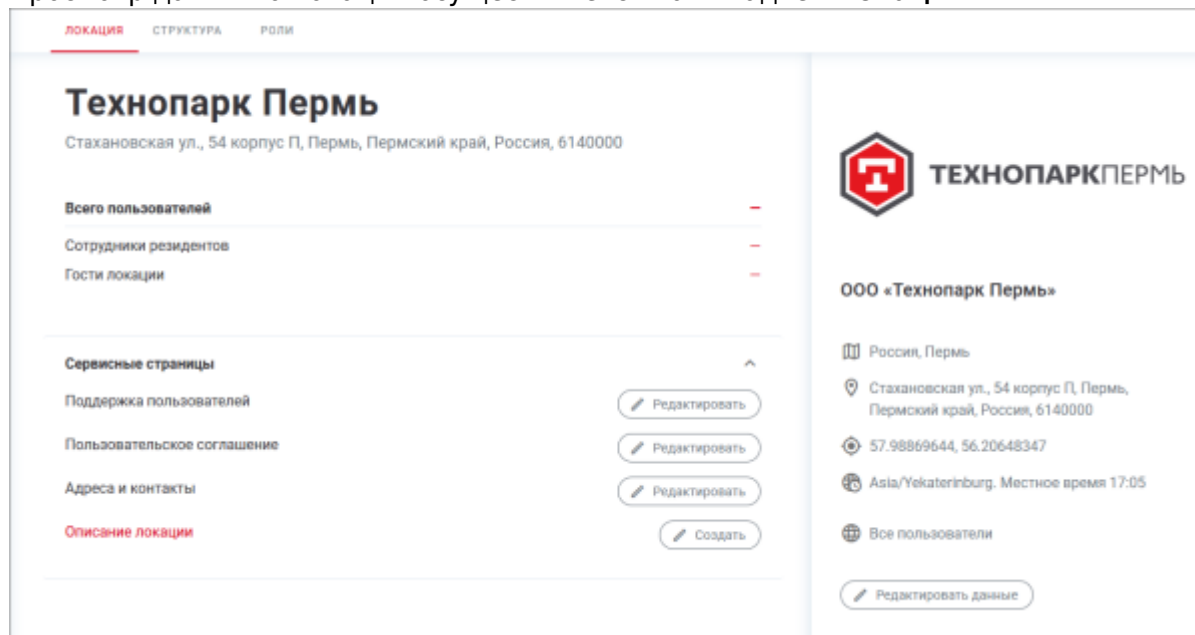 ЛОКАЦИЯ СТРУКТУРА РОЛИ
Технопарк Пермь
Стахановская ул., 54 корпус П, Пермь, Пермский край, Россия, 6140000
Всего пользователей –
Сотрудники резидентов –
Гости локации –
Сервисные страницы
Поддержка пользователей Редактировать
Пользовательское соглашение Редактировать
Адреса и контакты Редактировать
Описание локации Создать
ТЕХНОПАРКПЕРМЬ
ООО «Технопарк Пермь»
Россия, Пермь
Стахановская ул., 54 корпус П, Пермь,
Пермский край, Россия, 6140000
57.98869644, 56.20648347
Asia/Yekaterinburg. Местное время 17:05
Все пользователи
Редактировать данные